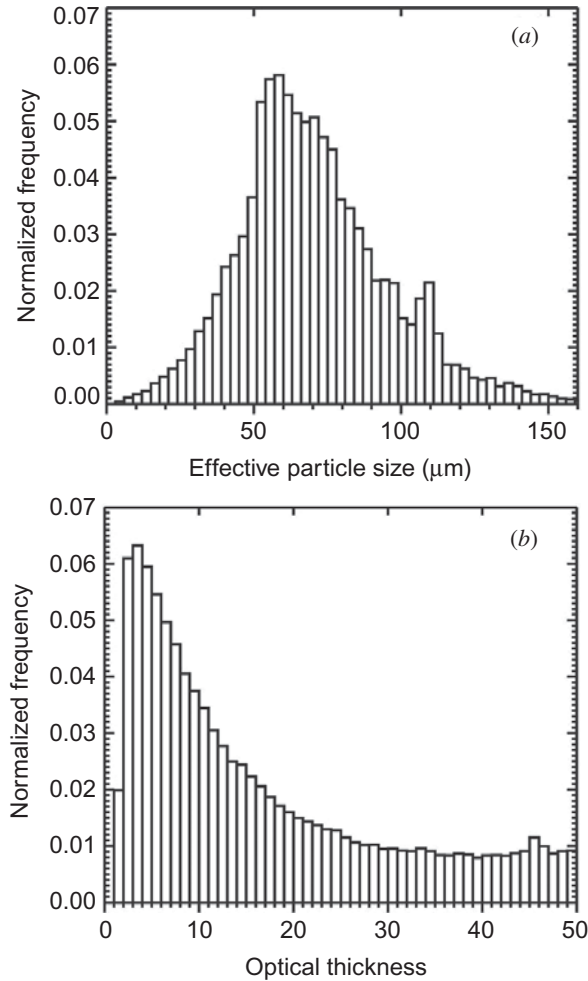 0.07
(a)
0.06
0.05
0.04
0.03
0.02
0.01
0.00
Normalized frequency
0 50 100 150
Effective particle size (μm)
0.07
(b)
0.06
0.05
0.04
0.03
0.02
0.01
0.00
Normalized frequency
0 10 20 30 40 50
Optical thickness